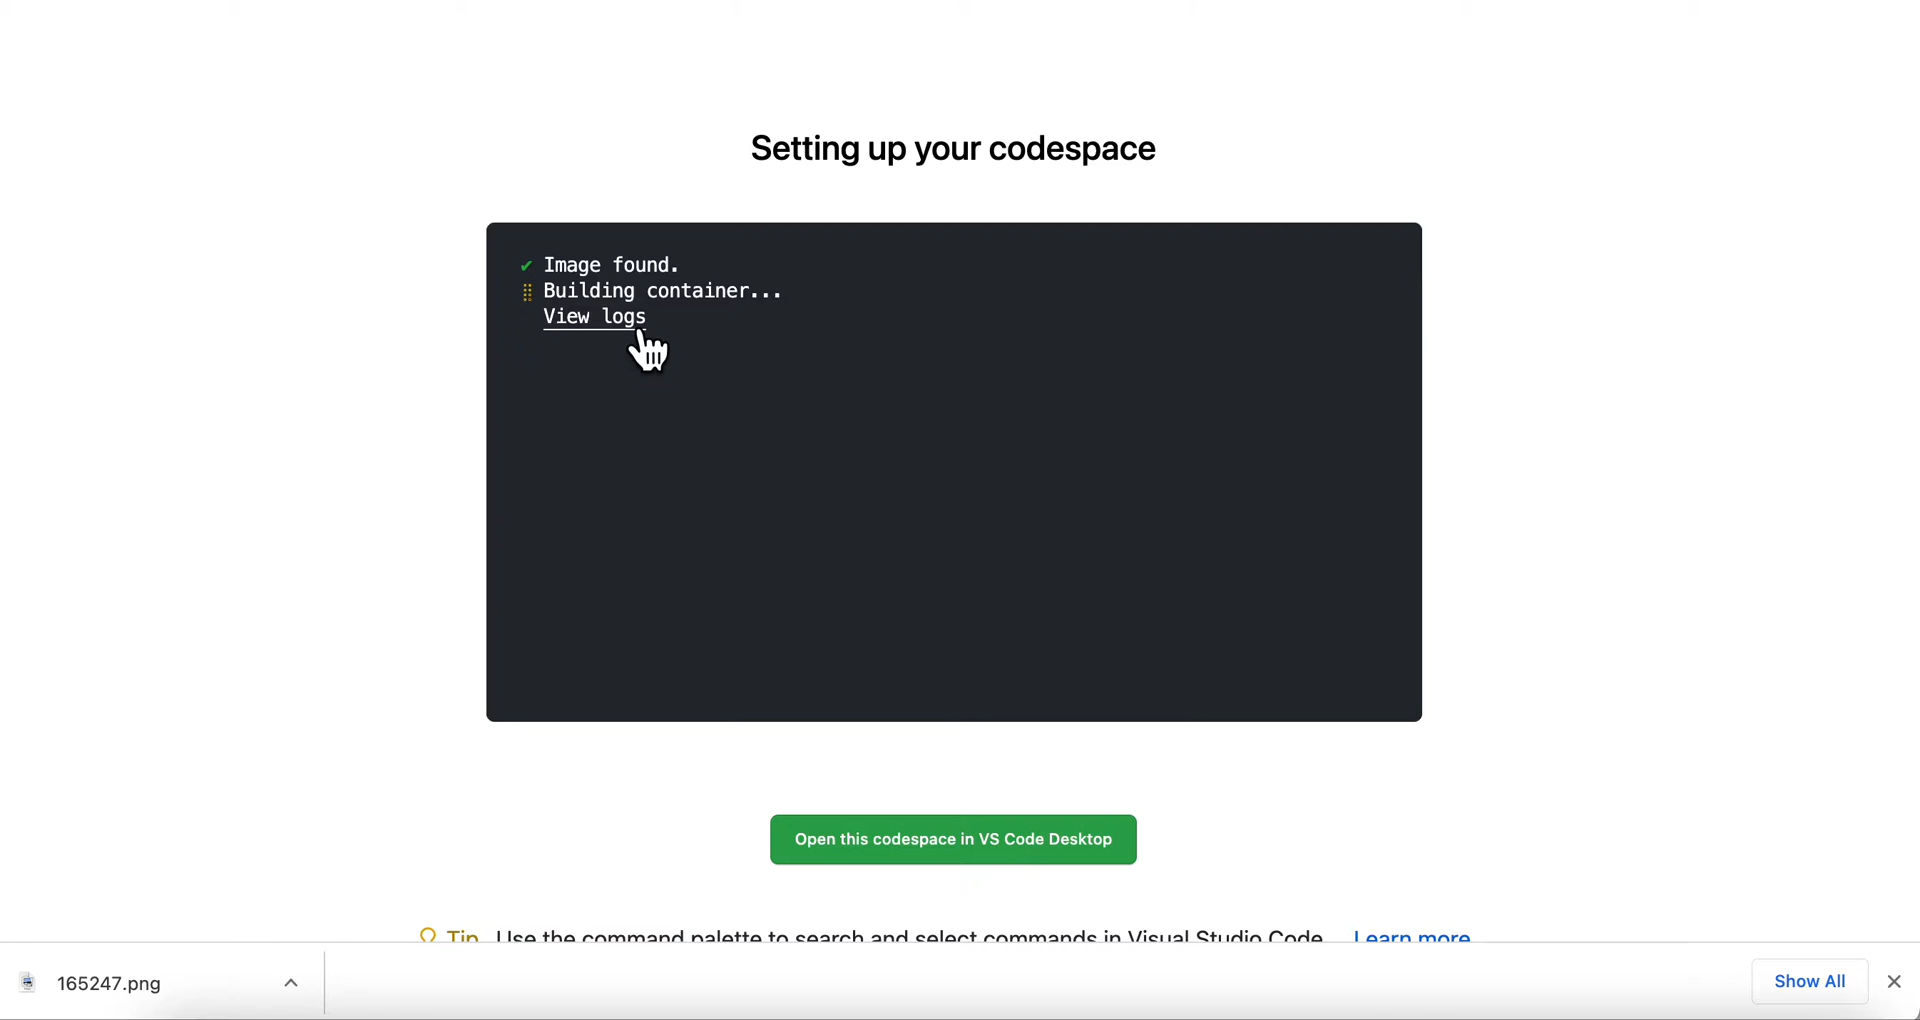 Setting up your codespace
✔ Image found.
Building container...
View logs
Open this codespace in VS Code Desktop
Tip Use the command palette to search and select commands in Visual Studio Code Learn more
165247.png
Show All